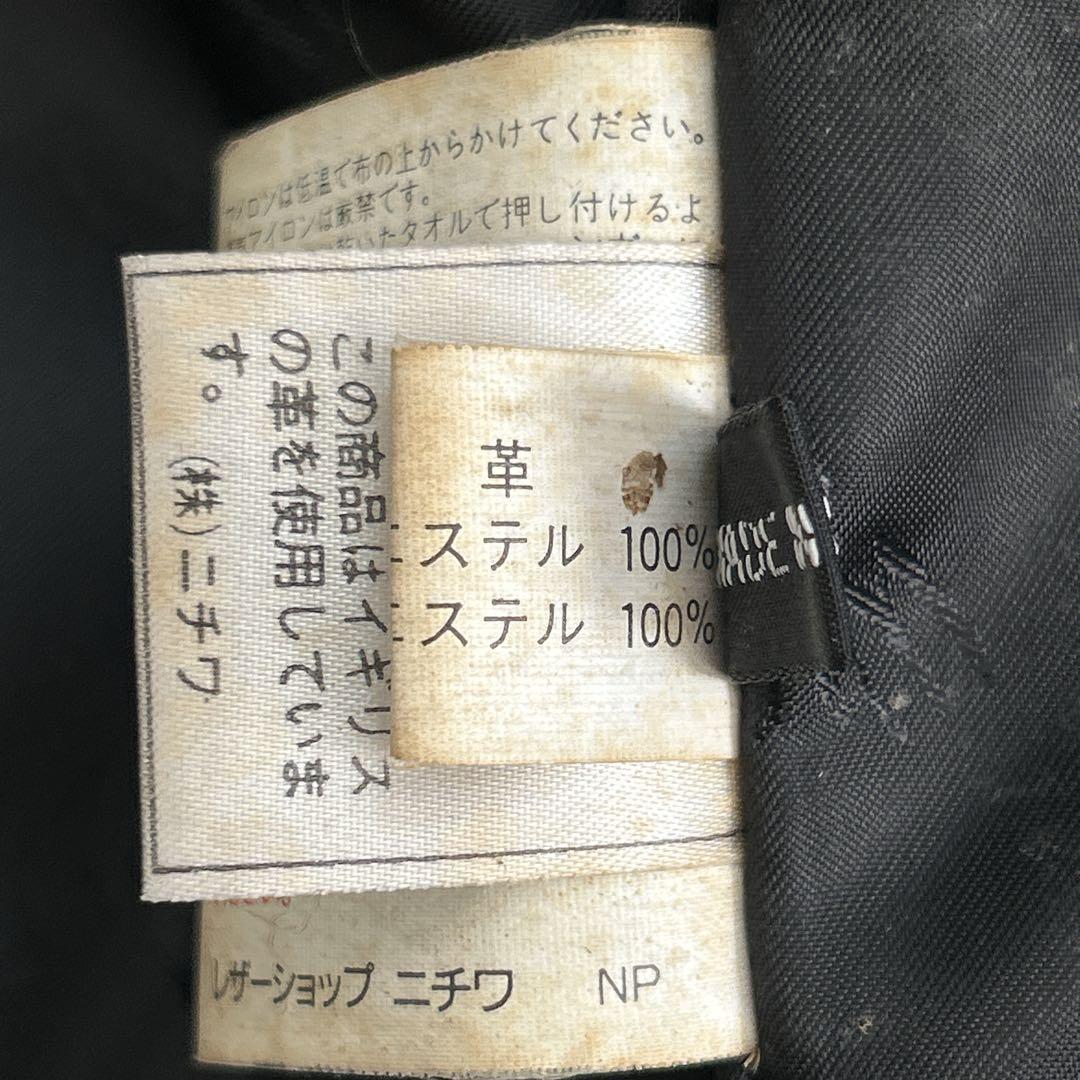 アイロンは低温で布の上からかけてください。
アイロンは厳禁です。
いたタオルで押し付けるよ
この商品はイギリス
の革を使用していま
す。
(株)ニチワ
革
ステル 100%
ステル 100%
レザーショップ ニチワ NP